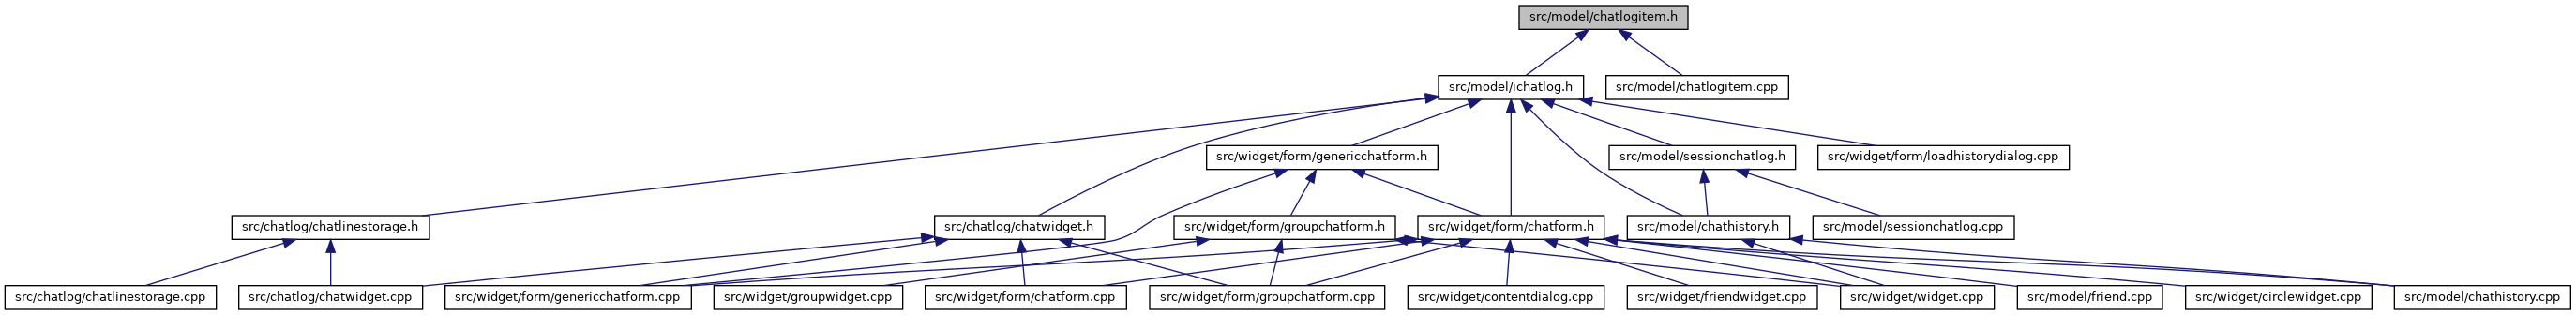 src/model/chatlogitem.h
src/model/ichatlog.h
src/model/chatlogitem.cpp
src/widget/form/genericchatform.h
src/model/sessionchatlog.h
src/widget/form/loadhistorydialog.cpp
src/chatlog/chatlinestorage.h
src/chatlog/chatwidget.h
src/widget/form/groupchatform.h
src/widget/form/chatform.h
src/model/chathistory.h
src/model/sessionchatlog.cpp
src/chatlog/chatlinestorage.cpp
src/chatlog/chatwidget.cpp
src/widget/form/genericchatform.cpp
src/widget/groupwidget.cpp
src/widget/form/chatform.cpp
src/widget/form/groupchatform.cpp
src/widget/contentdialog.cpp
src/widget/friendwidget.cpp
src/widget/widget.cpp
src/model/friend.cpp
src/widget/circlewidget.cpp
src/model/chathistory.cpp